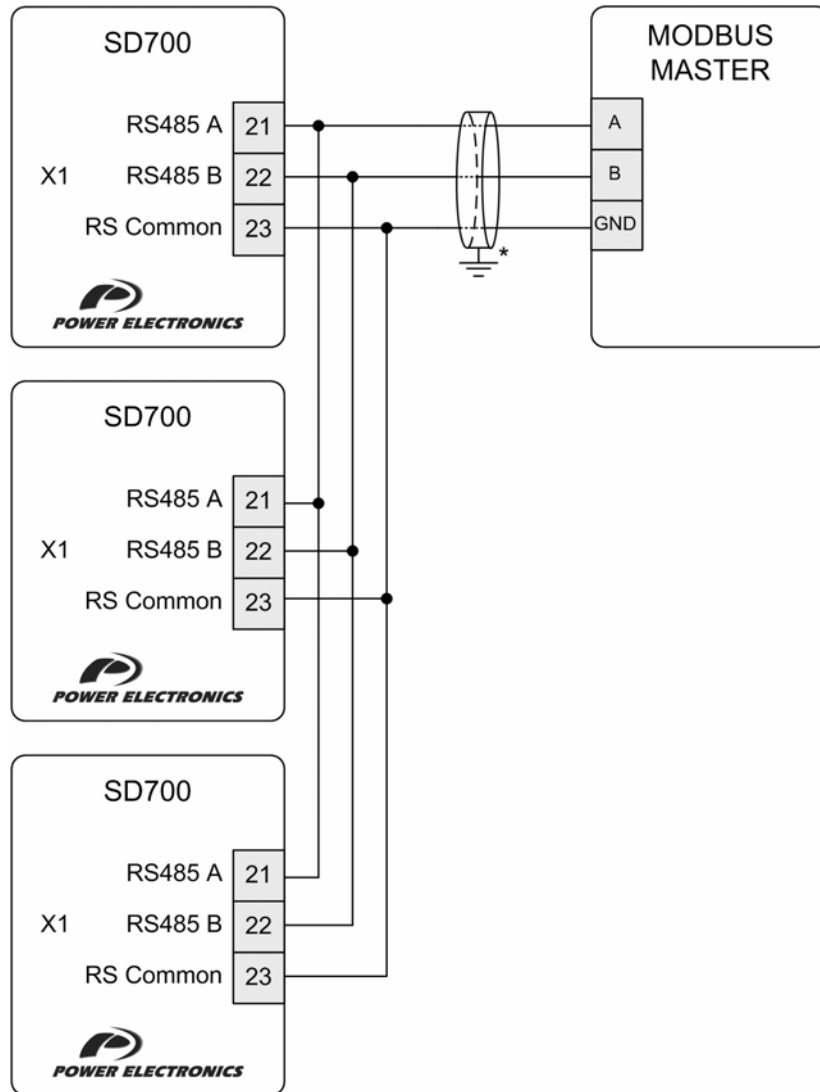 SD700
RS485 A 21
X1 RS485 B 22
RS Common 23
POWER ELECTRONICS
MODBUS
MASTER
A
B
GND
*
SD700
RS485 A 21
X1 RS485 B 22
RS Common 23
POWER ELECTRONICS
SD700
RS485 A 21
X1 RS485 B 22
RS Common 23
POWER ELECTRONICS